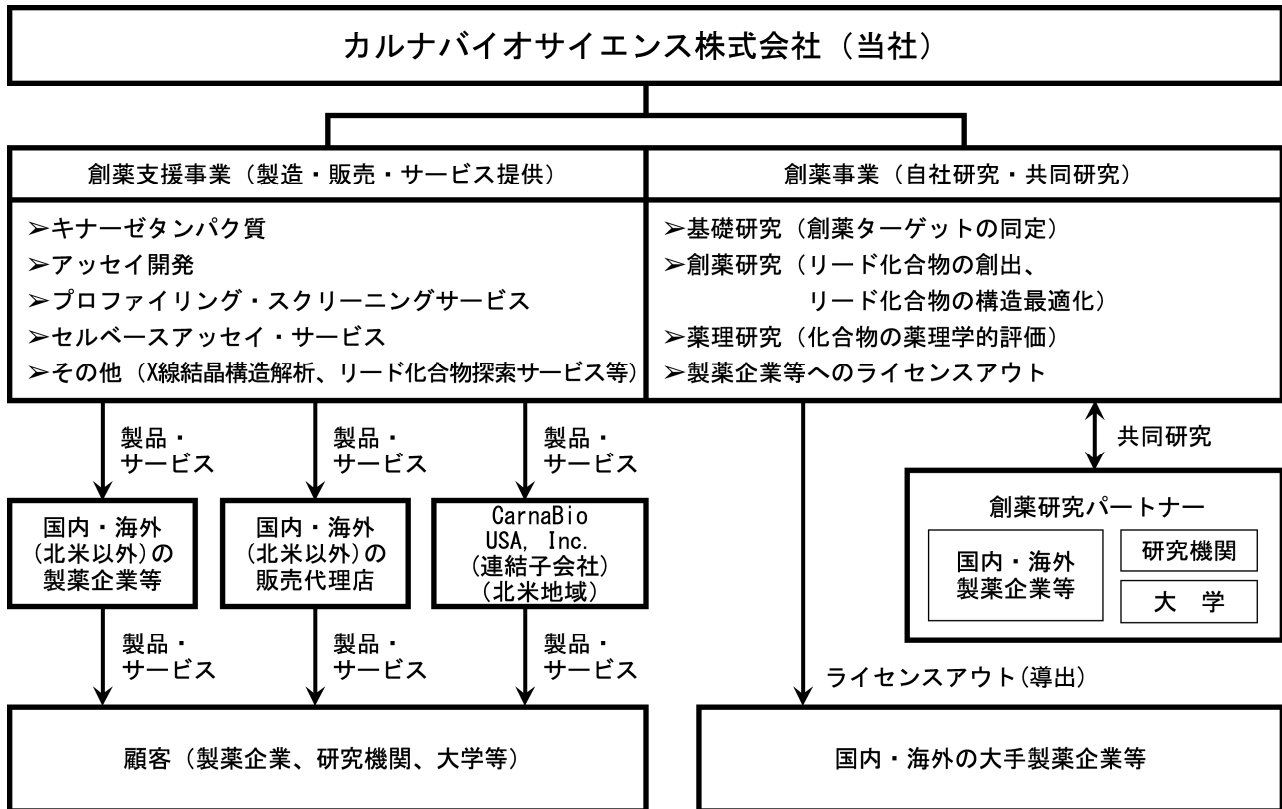 カルナバイオサイエンス株式会社（当社）
創薬支援事業（製造・販売・サービス提供）
➢キナーゼタンパク質
➢アッセイ開発
➢プロファイリング・スクリーニングサービス
➢セルベースアッセイ・サービス
➢その他（X線結晶構造解析、リード化合物探索サービス等）
創薬事業（自社研究・共同研究）
➢基礎研究（創薬ターゲットの同定）
➢創薬研究（リード化合物の創出、
リード化合物の構造最適化）
➢薬理研究（化合物の薬理学的評価）
➢製薬企業等へのライセンスアウト
製品・
サービス
製品・
サービス
製品・
サービス
共同研究
国内・海外
(北米以外)の
製薬企業等
国内・海外
(北米以外)の
販売代理店
CarnaBio
USA, Inc.
(連結子会社)
(北米地域)
創薬研究パートナー
国内・海外
製薬企業等
研究機関
大　学
製品・
サービス
製品・
サービス
製品・
サービス
ライセンスアウト(導出)
顧客（製薬企業、研究機関、大学等）
国内・海外の大手製薬企業等